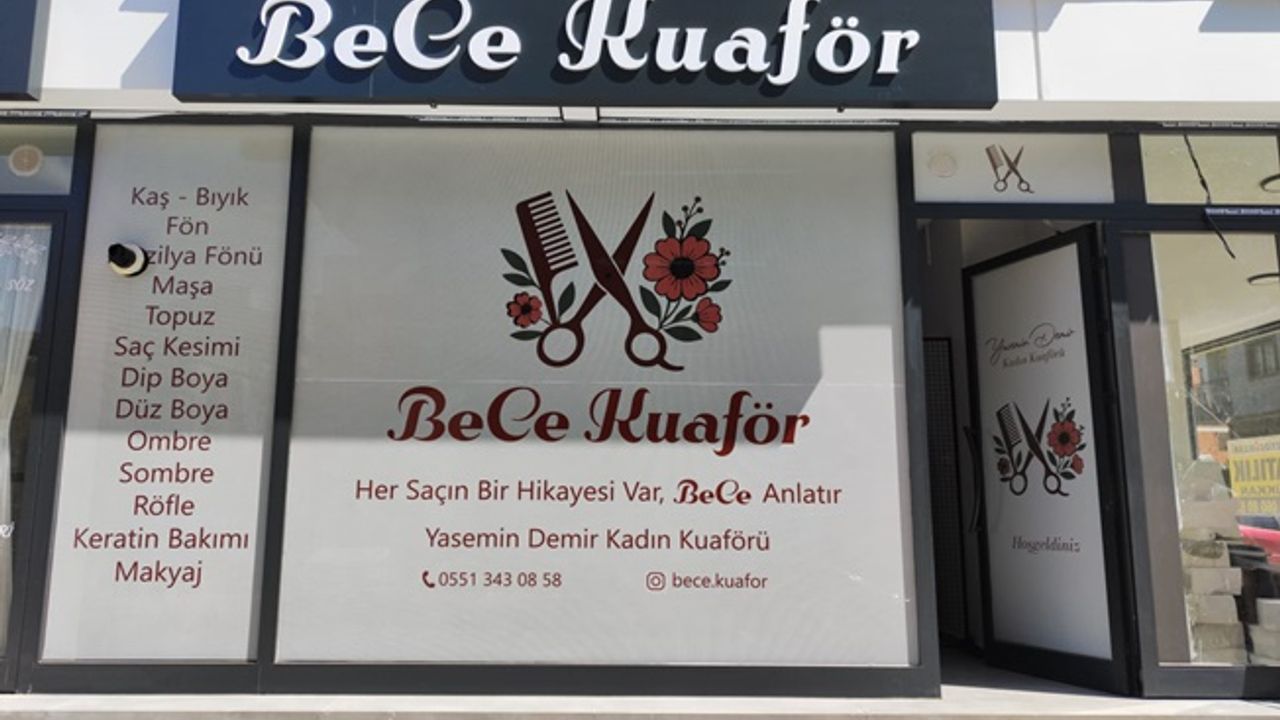 BeCe Kuaför
Kaş - Bıyık
Fön
Fönü
Maşa
Topuz
Saç Kesimi
Dip Boya
Düz Boya
Ombre
Sombre
Röfle
Keratin Bakımı
Makyaj
BeCe Kuaför
Her Saçın Bir Hikayesi Var, BeCe Anlatır
Yasemin Demir Kadın Kuaförü
0551 343 08 58
bece.kuafor
Yasemin Demir
Kadın Kuaförü
Hoşgeldiniz